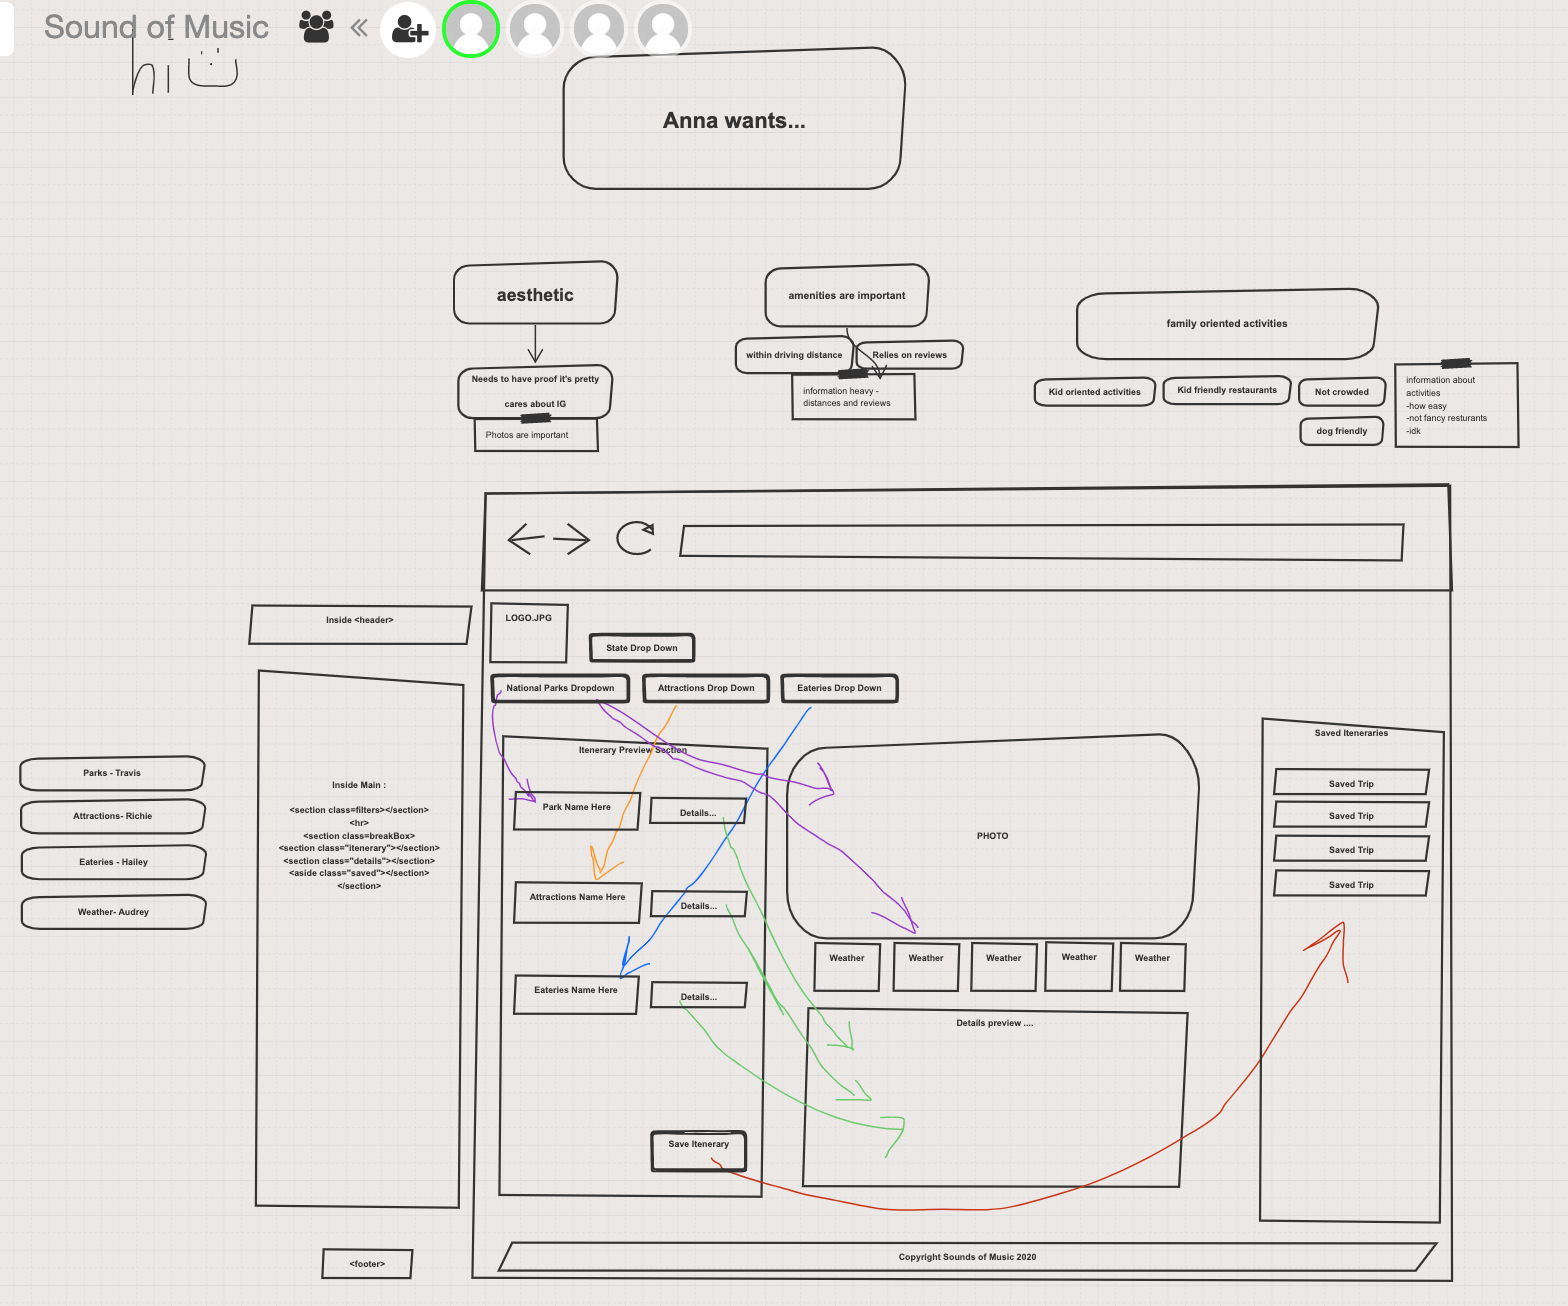 Sound of Music
hi
Anna wants...
aesthetic
amenities are important
family oriented activities
within driving distance
Relies on reviews
Needs to have proof it's pretty
cares about IG
Photos are important
information heavy -
distances and reviews
Kid oriented activities
Kid friendly restaurants
Not crowded
dog friendly
information about
activities
-how easy
-not fancy resturants
-idk
Inside <header>
LOGO.JPG
State Drop Down
National Parks Dropdown
Attractions Drop Down
Eateries Drop Down
Parks - Travis
Attractions- Richie
Eateries - Hailey
Weather- Audrey
Inside Main :
<section class=filters></section>
<hr>
<section class=breakBox>
<section class="itenerary"></section>
<section class="details"></section>
<aside class="saved"></section>
</section>
Itenerary Preview Section
Park Name Here
Details...
Attractions Name Here
Details...
Eateries Name Here
Details...
Save Itenerary
PHOTO
Weather
Weather
Weather
Weather
Weather
Details preview ....
Saved Iteneraries
Saved Trip
Saved Trip
Saved Trip
Saved Trip
<footer>
Copyright Sounds of Music 2020